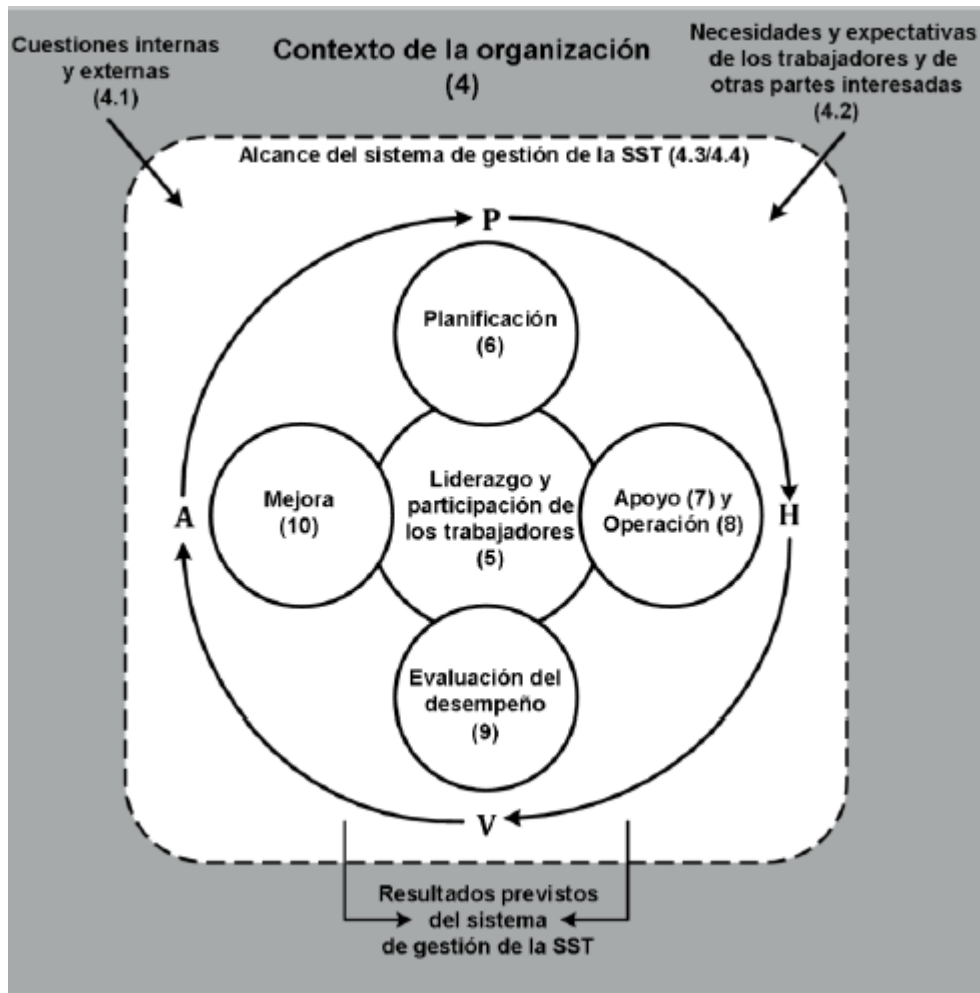 Cuestiones internas
y externas
(4.1)
Contexto de la organización
(4)
Necesidades y expectativas
de los trabajadores y de
otras partes interesadas
(4.2)
Alcance del sistema de gestión de la SST (4.3/4.4)
P
Planificación
(6)
A
Mejora
(10)
Liderazgo y
participación de
los trabajadores
(5)
Apoyo (7) y
Operación (8)
H
Evaluación del
desempeño
(9)
V
Resultados previstos
del sistema
de gestión de la SST